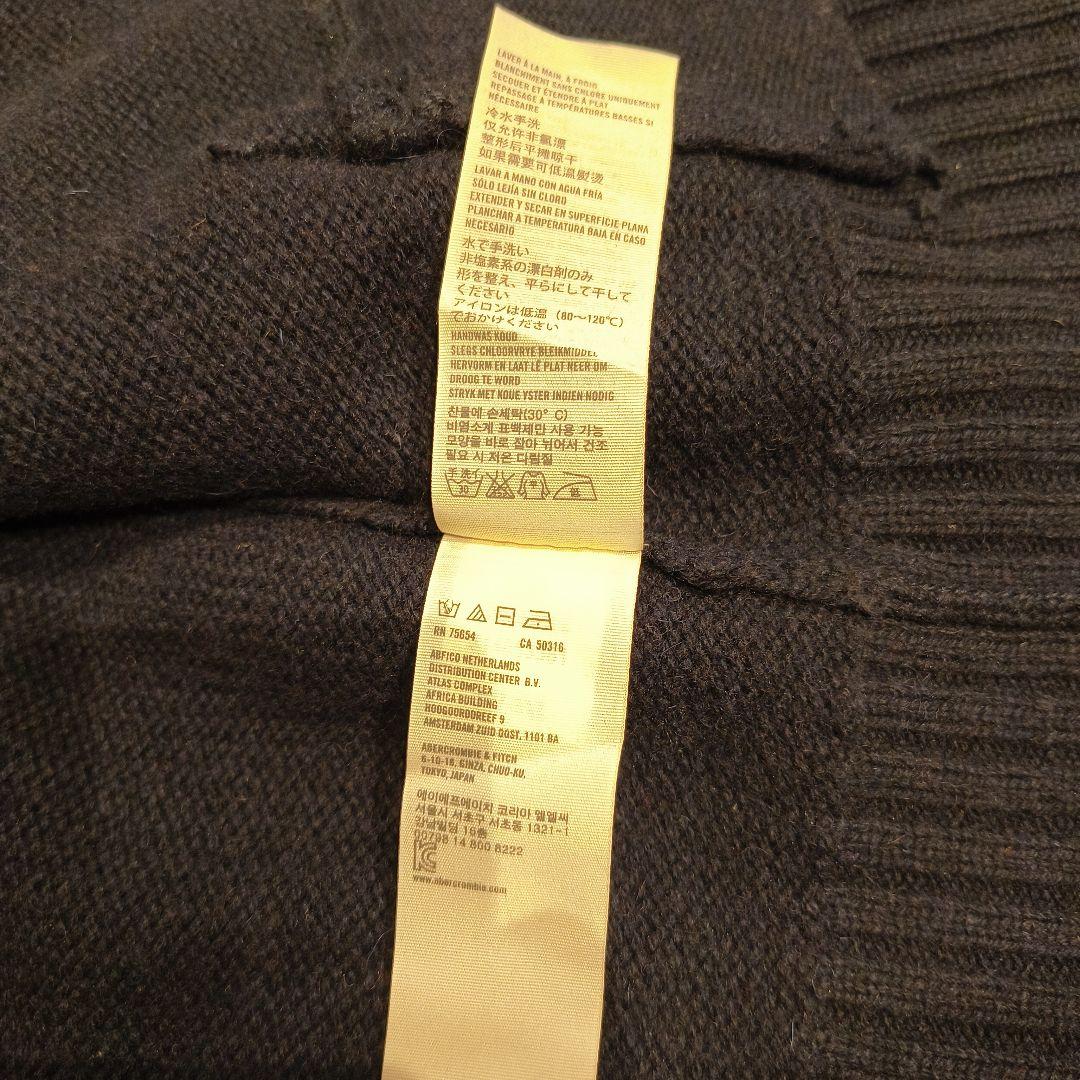 LAVER À LA MAIN, À FROID
BLANCHIMENT SANS CHLORE UNIQUEMENT
SECOUER ET ÉTENDRE À PLAT
REPASSAGE À TEMPÉRATURES BASSES SI
NÉCESSAIRE
冷水手洗
仅允许非氯漂
整形后平摊晾干
如果需要可低温熨烫
LAVAR A MANO CON AGUA FRÍA
SÓLO LEJÍA SIN CLORO
EXTENDER Y SECAR EN SUPERFICIE PLANA
PLANCHAR A TEMPERATURA BAJA EN CASO
NECESARIO
水で手洗い
非塩素系の漂白剤のみ
形を整え、平らにして干して
ください
アイロンは低温（80～120℃）
でおかけください
HANDWAS KOUD
SLEGS CHLOORVRYE BLEIKMIDDEL
HERVORM EN LAAT LÊ PLAT NEER OM
DROOG TE WORD
STRYK MET KOUE YSTER INDIEN NODIG
찬물에 손세탁(30° C)
비염소계 표백제만 사용 가능
모양을 바로 잡아 뉘어서 건조
필요 시 저온 다림질
手洗イ
30
RN 75654 CA 50316
ABFICO NETHERLANDS
DISTRIBUTION CENTER B.V.
ATLAS COMPLEX
AFRICA BUILDING
HOOGOORDDREEF 9
AMSTERDAM ZUID OOST, 1101 BA
ABERCROMBIE & FITCH
6-10-16, GINZA, CHUO-KU,
TOKYO, JAPAN
에이에프에이치 코리아 엘엘씨
서울시 서초구 서초동 1321-1
강남빌딩 16층
00798 14 800 8222
www.abercrombie.com